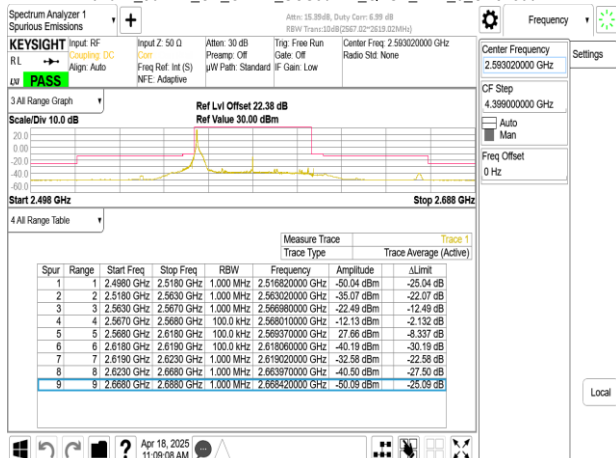 Spectrum Analyzer 1
Spurious Emissions
Attn: 15.89dB, Duty Corr: 6.99 dB
RBW Trans:10dB(2567.02~2619.02MHz)
Frequency
KEYSIGHT
Input: RF
Input Z: 50 Ω
Atten: 30 dB
Trig: Free Run
Center Freq: 2.593020000 GHz
RL
Coupling: DC
Corr
Preamp: Off
Gate: Off
Radio Std: None
Align: Auto
Freq Ref: Int (S)
µW Path: Standard
IF Gain: Low
LXI
PASS
NFE: Adaptive
Center Frequency
2.593020000 GHz
Settings
CF Step
4.399000000 GHz
Auto
Man
Freq Offset
0 Hz
3 All Range Graph
Scale/Div 10.0 dB
Ref Lvl Offset 22.38 dB
Ref Value 30.00 dBm
20.0
0.00
-20.0
-40.0
-60.0
Start 2.498 GHz
Stop 2.688 GHz
4 All Range Table
Measure Trace Trace 1
Trace Type Trace Average (Active)
Spur Range Start Freq Stop Freq RBW Frequency Amplitude ΔLimit
1 1 2.4980 GHz 2.5180 GHz 1.000 MHz 2.516820000 GHz -50.04 dBm -25.04 dB
2 2 2.5180 GHz 2.5630 GHz 1.000 MHz 2.563020000 GHz -35.07 dBm -22.07 dB
3 3 2.5630 GHz 2.5670 GHz 1.000 MHz 2.566980000 GHz -22.49 dBm -12.49 dB
4 4 2.5670 GHz 2.5680 GHz 100.0 kHz 2.568010000 GHz -12.13 dBm -2.132 dB
5 5 2.5680 GHz 2.6180 GHz 100.0 kHz 2.569370000 GHz 27.66 dBm -8.337 dB
6 6 2.6180 GHz 2.6190 GHz 100.0 kHz 2.618060000 GHz -40.19 dBm -30.19 dB
7 7 2.6190 GHz 2.6230 GHz 1.000 MHz 2.619020000 GHz -32.58 dBm -22.58 dB
8 8 2.6230 GHz 2.6680 GHz 1.000 MHz 2.663970000 GHz -40.50 dBm -27.50 dB
9 9 2.6680 GHz 2.6880 GHz 1.000 MHz 2.668420000 GHz -50.09 dBm -25.09 dB
Local
?
Apr 18, 2025
11:09:08 AM